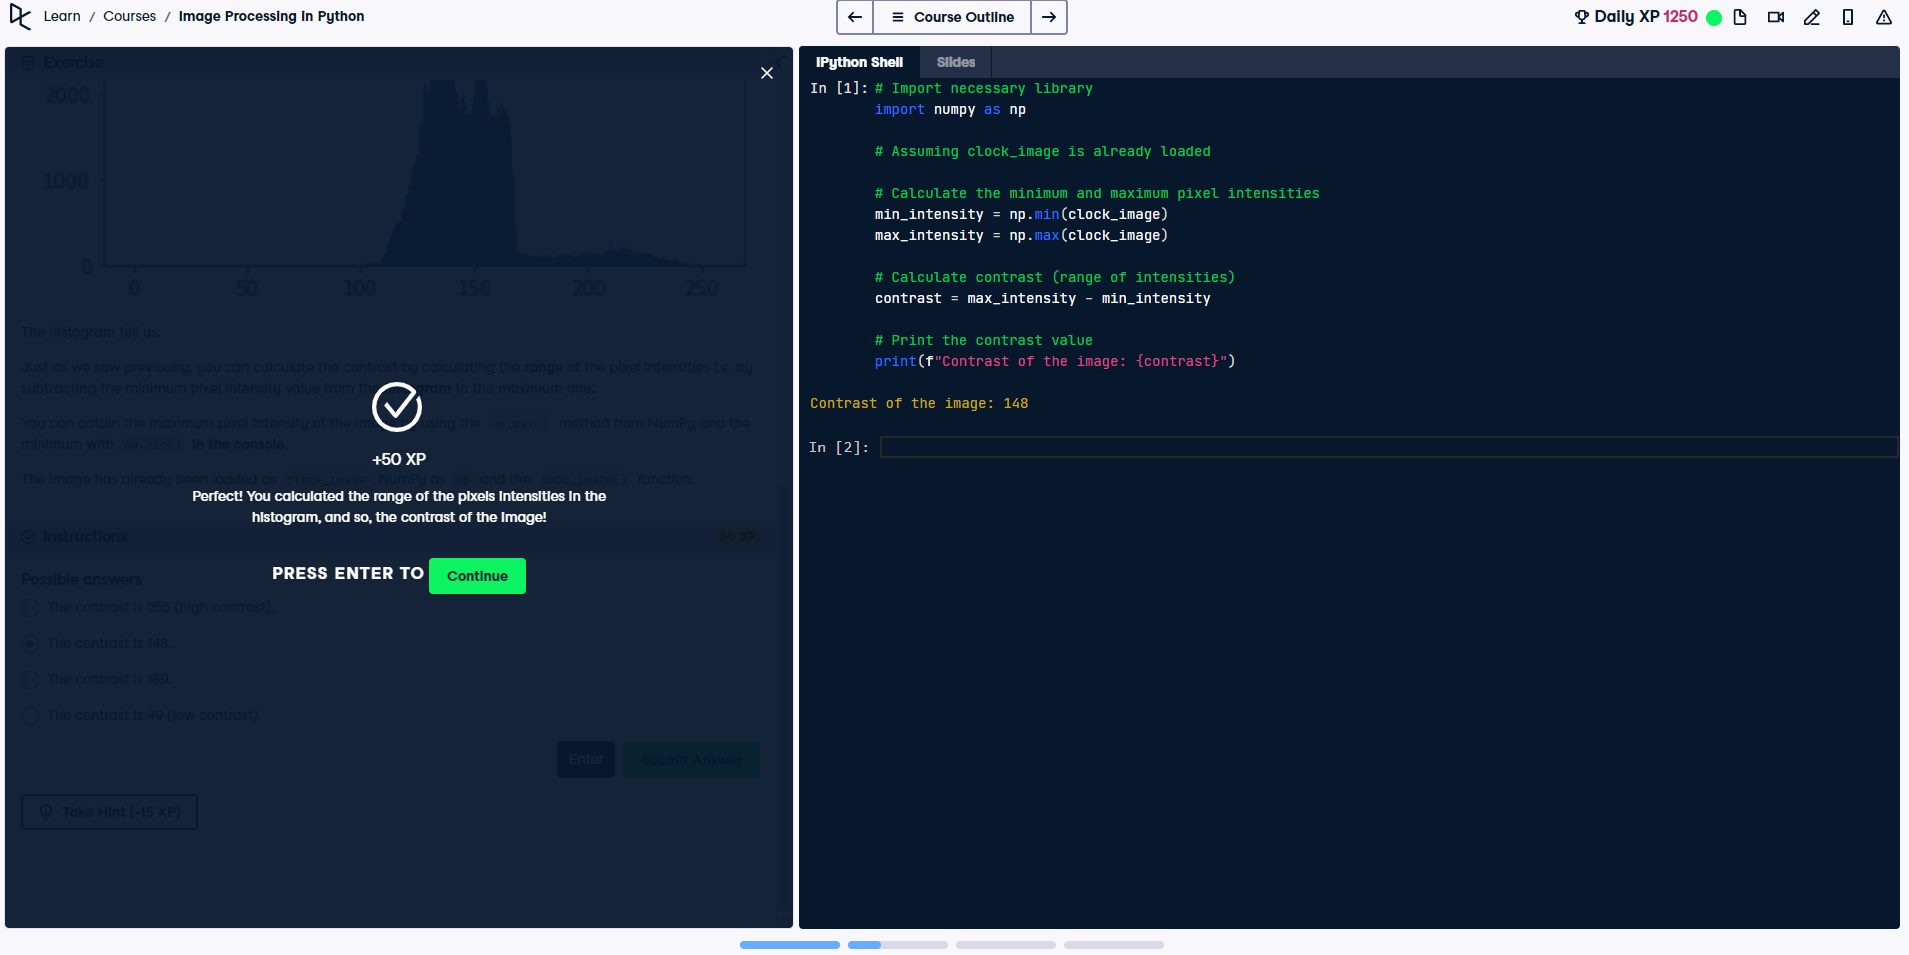 Learn / Courses / Image Processing in Python
Course Outline
Daily XP 1250
Exercise
2000
1000
0
0 50 100 150 200 250
The histogram tell us.
Just as we saw previously, you can calculate the contrast by calculating the range of the pixel intensities i.e. by
subtracting the minimum pixel intensity value from the histogram to the maximum one.
You can obtain the maximum pixel intensity of the image by using the np.max() method from NumPy and the
minimum with np.min() in the console.
The image has already been loaded as clock_image, NumPy as np and the show_image() function.
Instructions
50 XP
Possible answers
The contrast is 255 (high contrast).
The contrast is 148.
The contrast is 189.
The contrast is 49 (low contrast).
Enter
Submit Answer
Take Hint (-15 XP)
+50 XP
Perfect! You calculated the range of the pixels intensities in the
histogram, and so, the contrast of the image!
PRESS ENTER TO Continue
IPython Shell
Slides
In [1]: # Import necessary library
import numpy as np
# Assuming clock_image is already loaded
# Calculate the minimum and maximum pixel intensities
min_intensity = np.min(clock_image)
max_intensity = np.max(clock_image)
# Calculate contrast (range of intensities)
contrast = max_intensity - min_intensity
# Print the contrast value
print(f"Contrast of the image: {contrast}")
Contrast of the image: 148
In [2]: